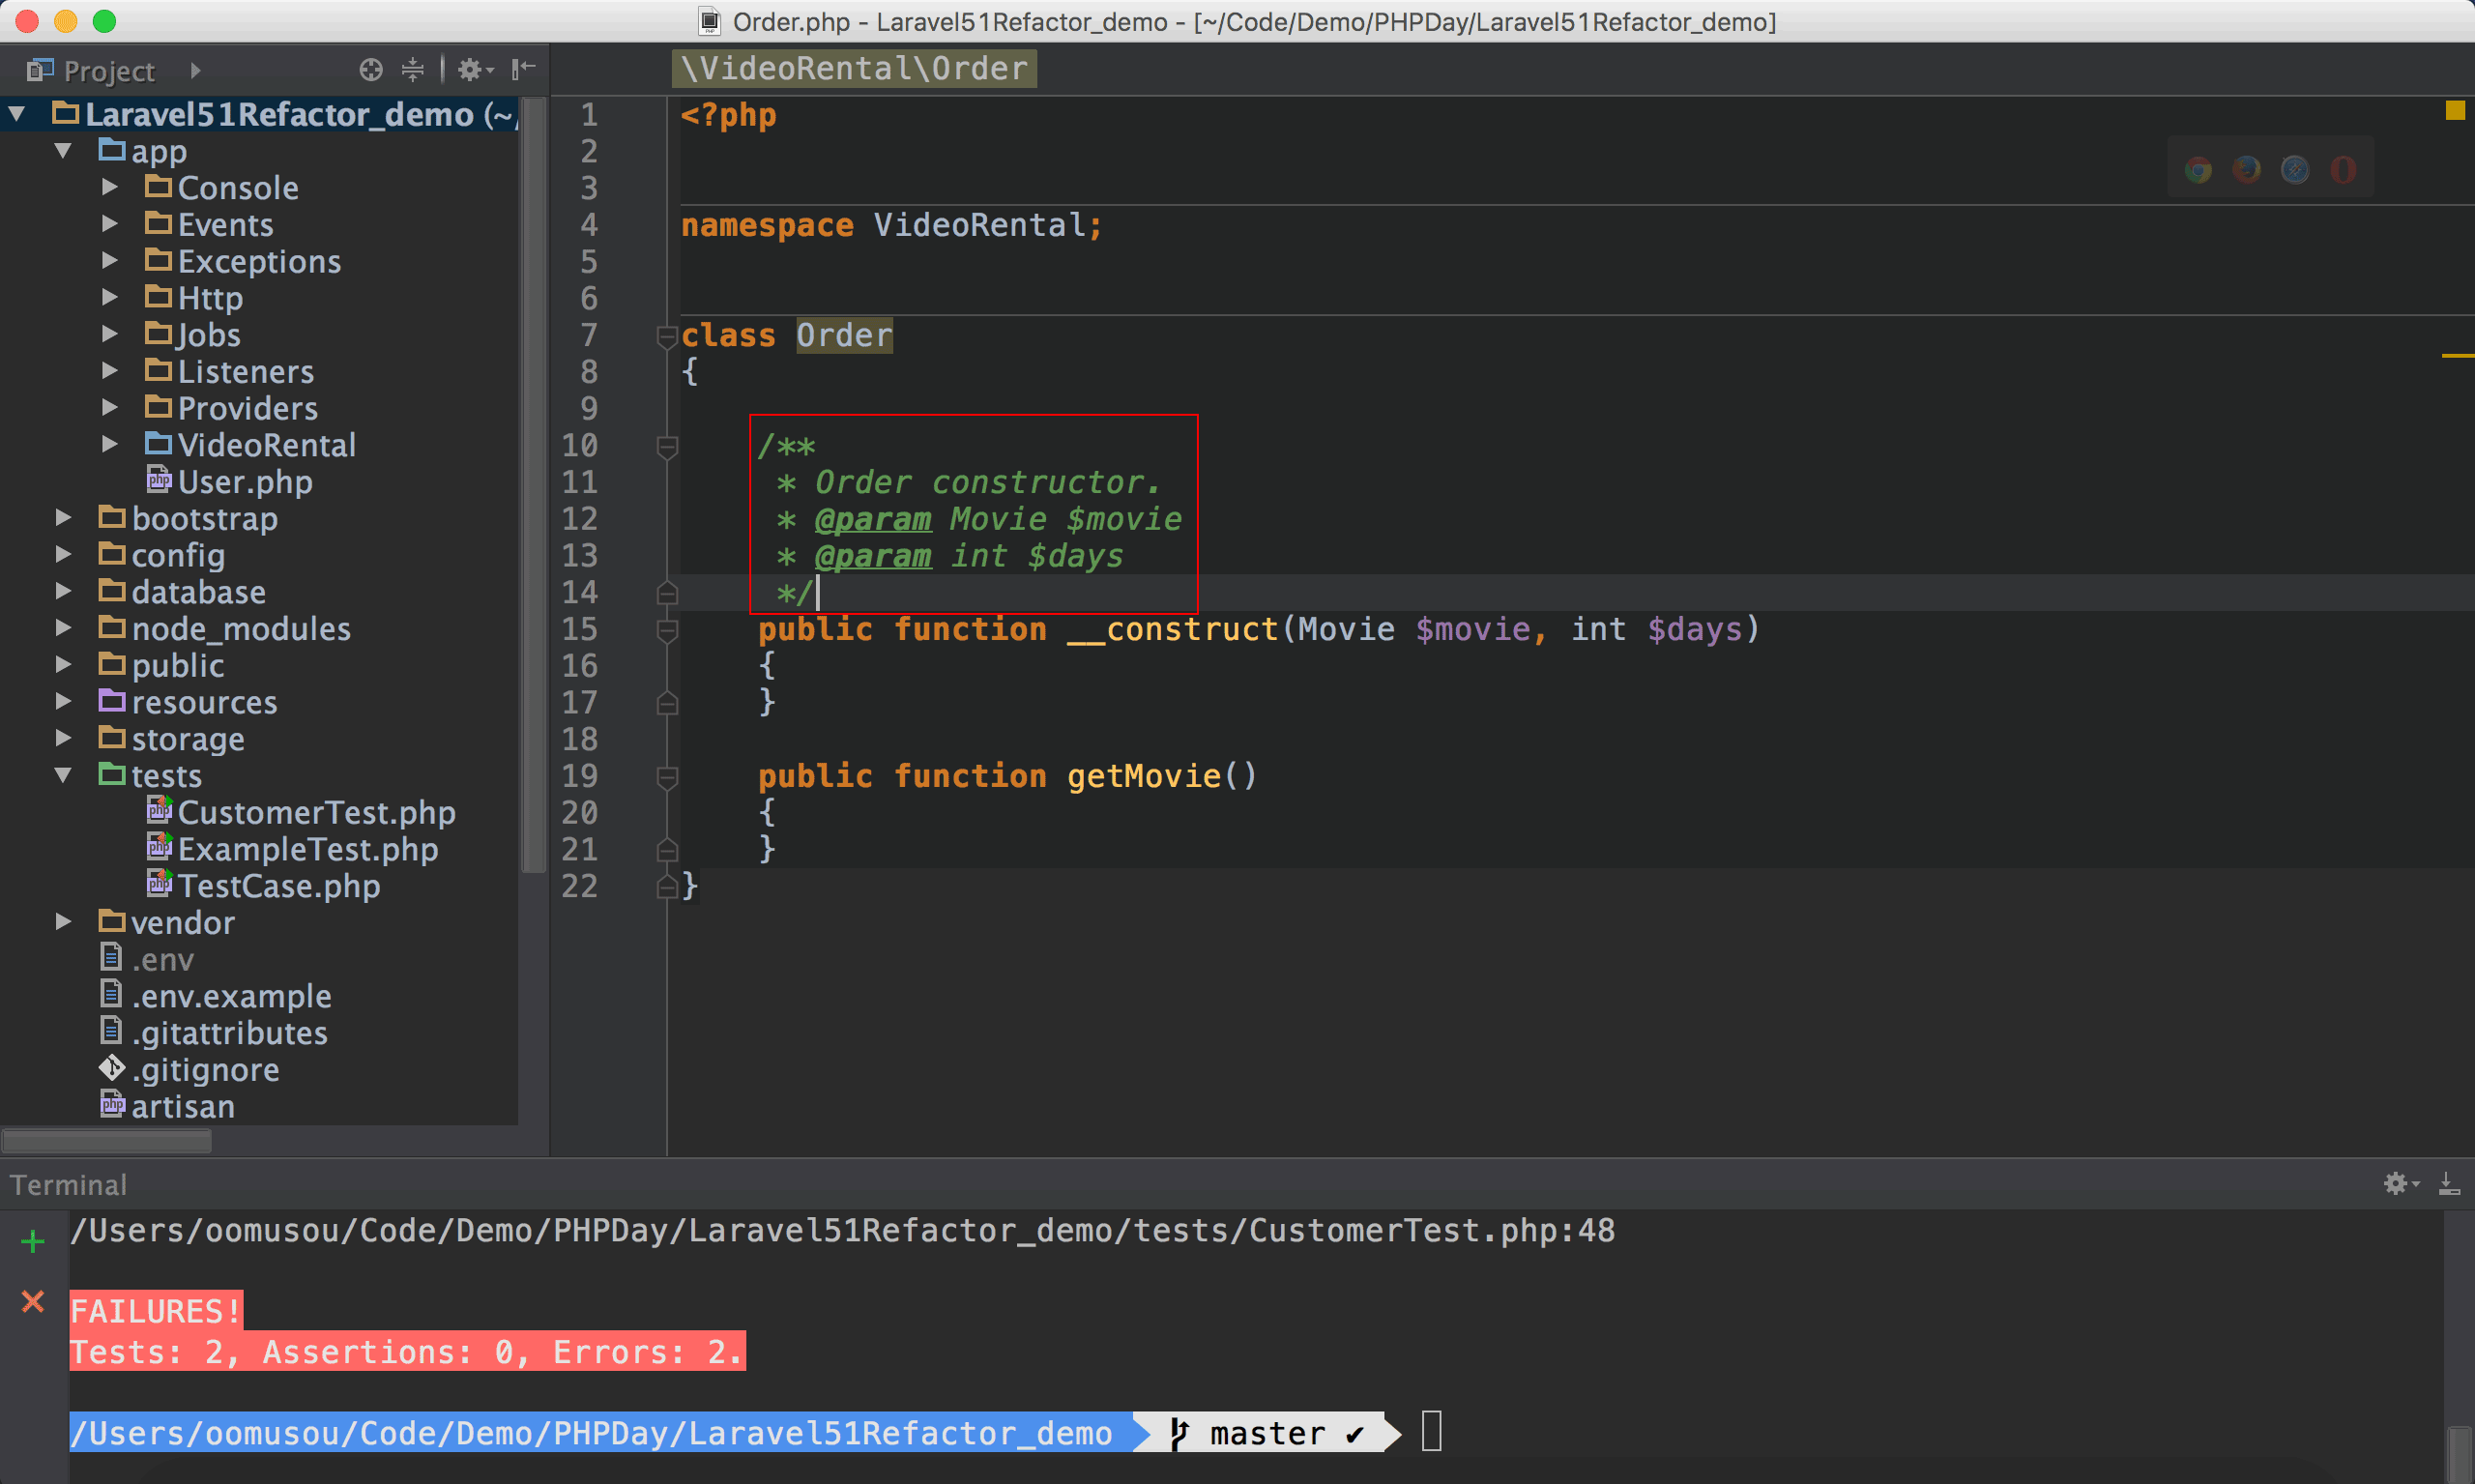 Order.php - Laravel51Refactor_demo - [~/Code/Demo/PHPDay/Laravel51Refactor_demo]
Project
Laravel51Refactor_demo (~/
app
Console
Events
Exceptions
Http
Jobs
Listeners
Providers
VideoRental
User.php
bootstrap
config
database
node_modules
public
resources
storage
tests
CustomerTest.php
ExampleTest.php
TestCase.php
vendor
.env
.env.example
.gitattributes
.gitignore
artisan
\VideoRental\Order
1 <?php
2
3
4 namespace VideoRental;
5
6
7 class Order
8 {
9
10 /**
11 * Order constructor.
12 * @param Movie $movie
13 * @param int $days
14 */
15 public function __construct(Movie $movie, int $days)
16 {
17 }
18
19 public function getMovie()
20 {
21 }
22 }
Terminal
/Users/oomusou/Code/Demo/PHPDay/Laravel51Refactor_demo/tests/CustomerTest.php:48
FAILURES!
Tests: 2, Assertions: 0, Errors: 2.
/Users/oomusou/Code/Demo/PHPDay/Laravel51Refactor_demo master ✔